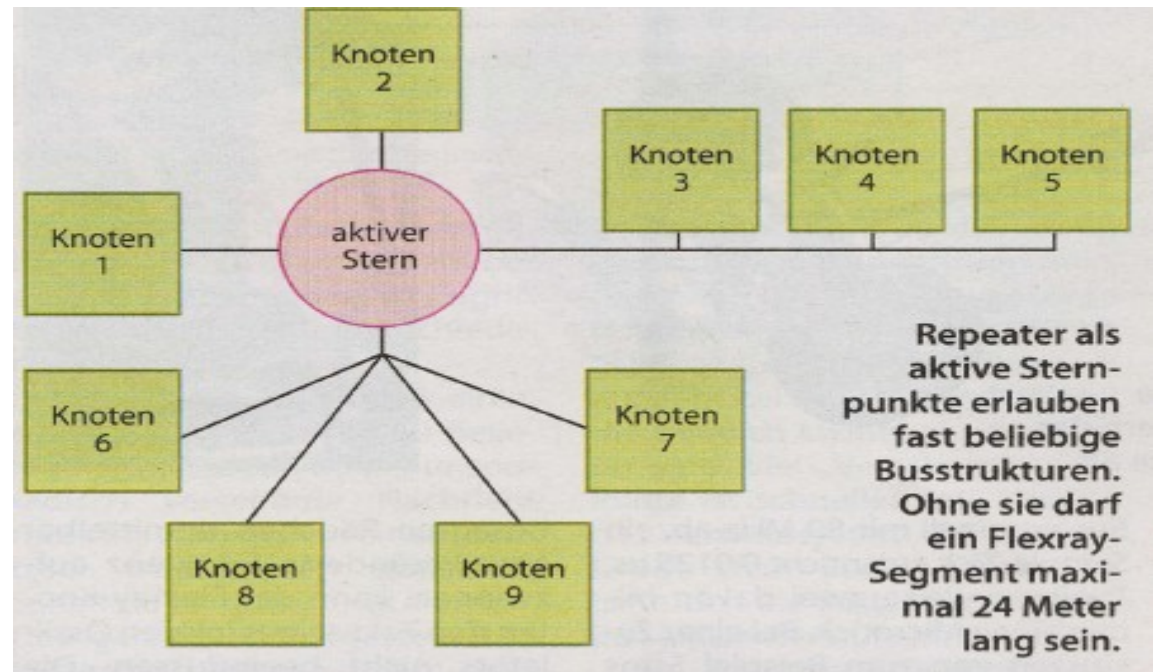 Knoten
2
Knoten
3
Knoten
4
Knoten
5
Knoten
1
aktiver
Stern
Knoten
6
Knoten
7
Knoten
8
Knoten
9
Repeater als
aktive Stern-
punkte erlauben
fast beliebige
Busstrukturen.
Ohne sie darf
ein Flexray-
Segment maxi-
mal 24 Meter
lang sein.